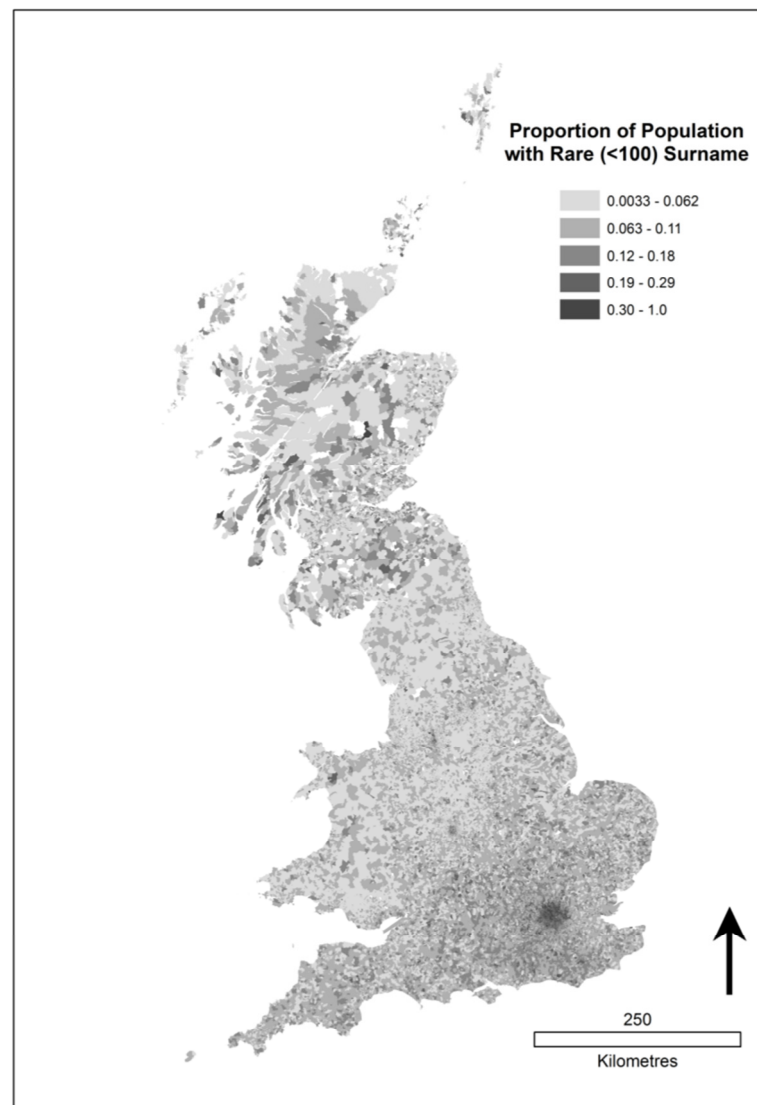 Proportion of Population
with Rare (<100) Surname
0.0033 - 0.062
0.063 - 0.11
0.12 - 0.18
0.19 - 0.29
0.30 - 1.0
250
Kilometres